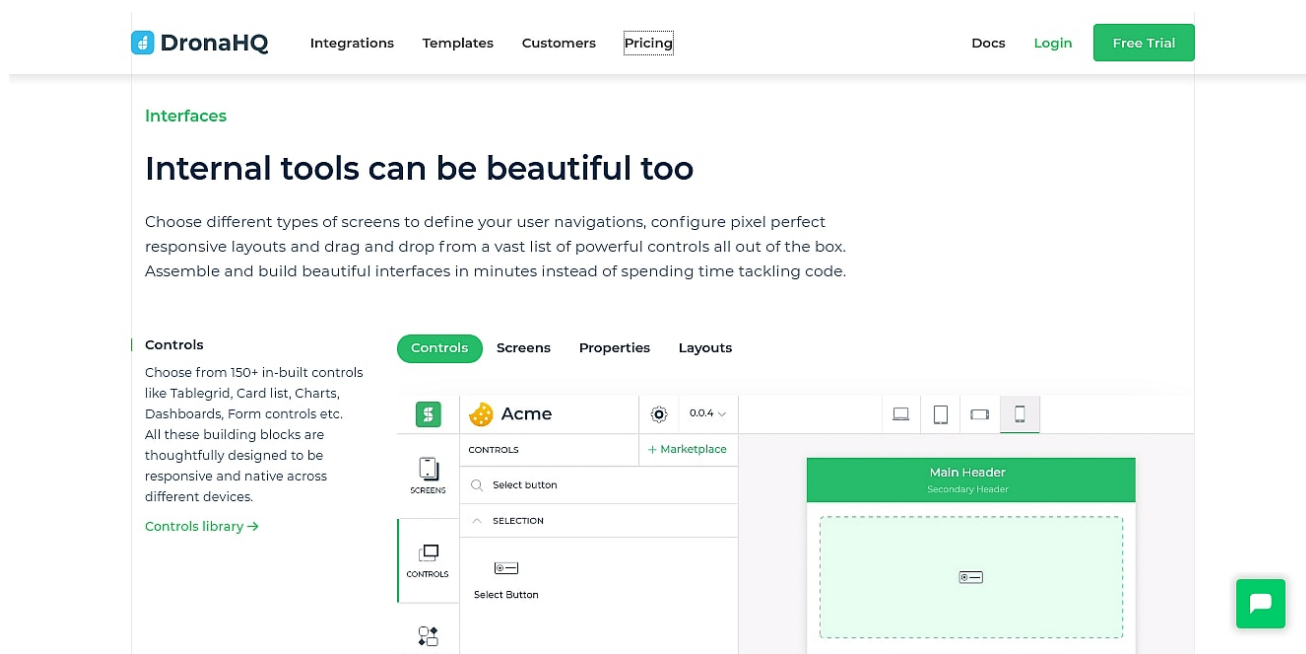 DronaHQ Integrations Templates Customers Pricing Docs Login Free Trial
Interfaces
Internal tools can be beautiful too
Choose different types of screens to define your user navigations, configure pixel perfect
responsive layouts and drag and drop from a vast list of powerful controls all out of the box.
Assemble and build beautiful interfaces in minutes instead of spending time tackling code.
Controls
Choose from 150+ in-built controls
like Tablegrid, Card list, Charts,
Dashboards, Form controls etc.
All these building blocks are
thoughtfully designed to be
responsive and native across
different devices.
Controls library →
Controls Screens Properties Layouts
Acme 0.0.4
SCREENS
CONTROLS
CONTROLS + Marketplace
Select button
SELECTION
Select Button
Main Header
Secondary Header